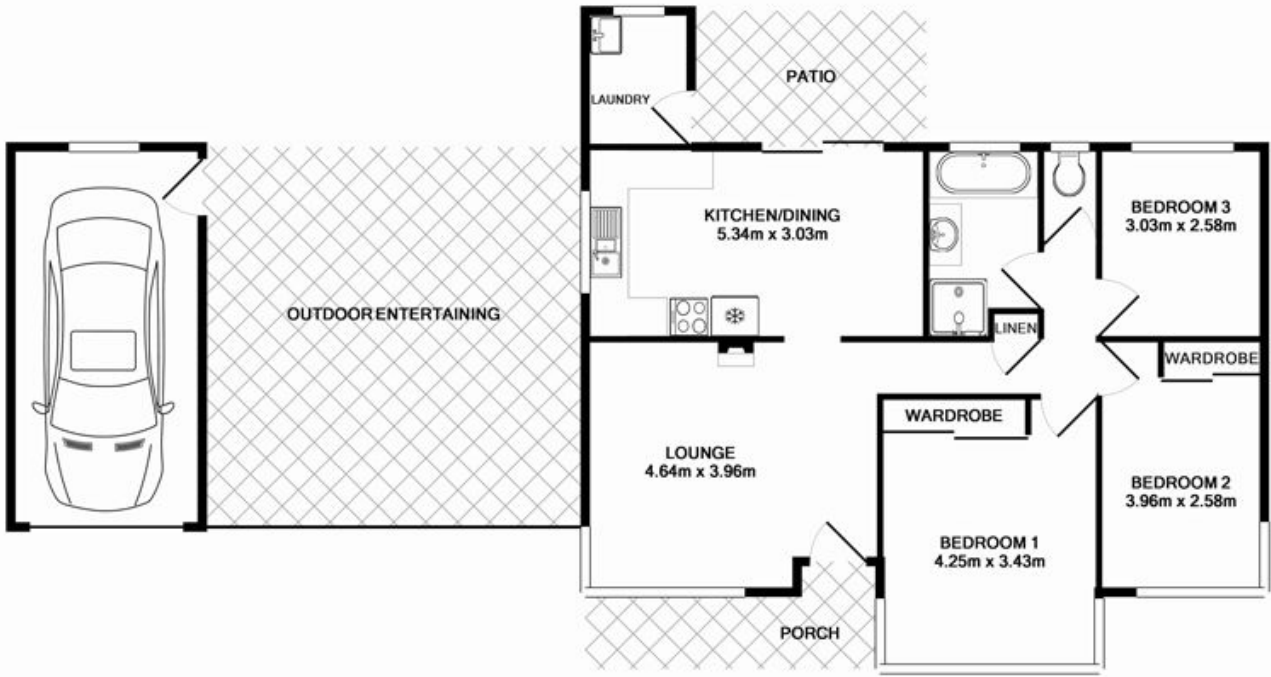 PATIO
LAUNDRY
KITCHEN/DINING
5.34m x 3.03m
BEDROOM 3
3.03m x 2.58m
OUTDOOR ENTERTAINING
LINEN
WARDROBE
WARDROBE
LOUNGE
4.64m x 3.96m
BEDROOM 2
3.96m x 2.58m
BEDROOM 1
4.25m x 3.43m
PORCH